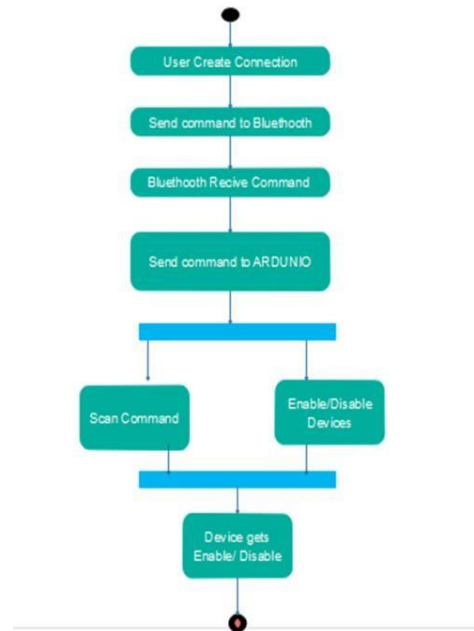 User Create Connection
Send command to Bluethooth
Bluethooth Recive Command
Send command to ARDUNIO
Scan Command
Enable/Disable
Devices
Device gets
Enable/ Disable